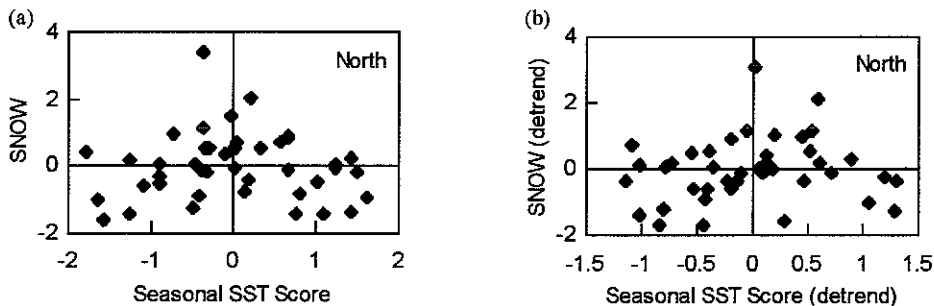 (a)
4
2
0
-2
SNOW
North
-2
-1
0
1
2
Seasonal SST Score
(b)
4
2
0
-2
SNOW (detrend)
North
-1.5
-1
-0.5
0
0.5
1
1.5
Seasonal SST Score (detrend)